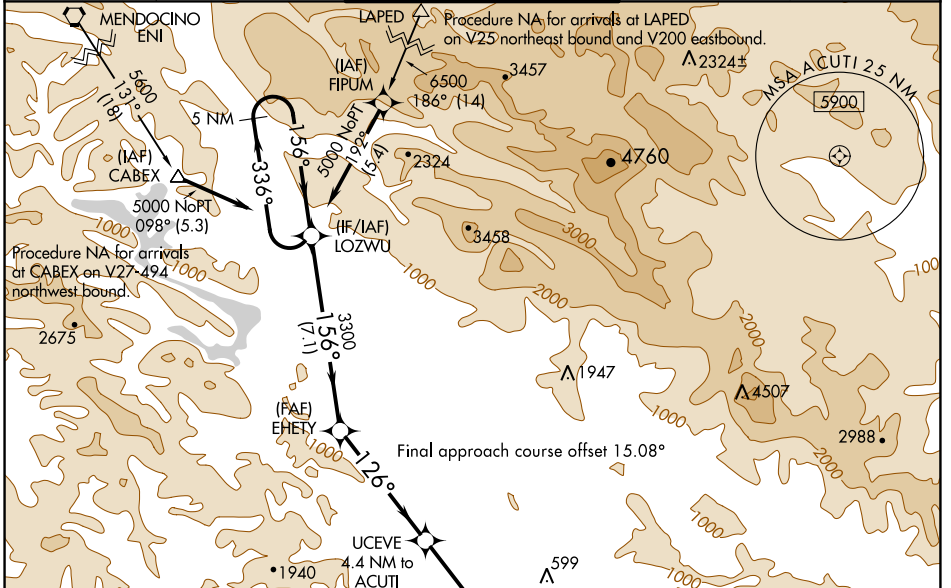 MENDOCINO
ENI
LAPED
Procedure NA for arrivals at LAPED
on V25 northeast bound and V200 eastbound.
2324±
MSA ACUTI 25 NM
5900
(IAF)
FIPUM
6500
186° (14)
3457
5600
131°
(18)
5 NM
156°
336°
5000 NoPT
192°
(5.4)
2324
4760
(IAF)
CABEX
5000 NoPT
098° (5.3)
(IF/IAF)
LOZWU
3458
3000
1000
1000
1000
2000
1000
Procedure NA for arrivals
at CABEX on V27-494
northwest bound.
2675
3300
156°
(7.1)
2000
1947
4507
1000
2988
2000
(FAF)
EHETY
1000
Final approach course offset 15.08°
126°
1000
UCEVE
4.4 NM to
ACUTI
1940
599
1000